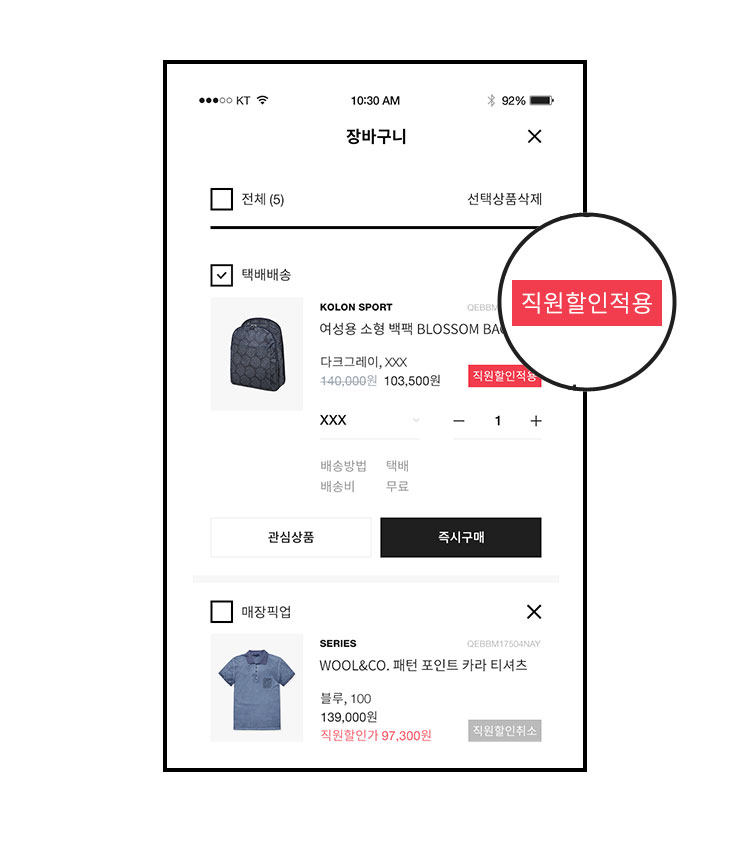 KT 10:30 AM 92%
장바구니
전체 (5) 선택상품삭제
택배배송
직원할인적용
KOLON SPORT
여성용 소형 백팩 BLOSSOM
다크그레이, XXX
140,000원 103,500원 직원할인적용
XXX 1
배송방법 택배
배송비 무료
관심상품 즉시구매
매장픽업
SERIES QEBBM17504NAY
WOOL&CO. 패턴 포인트 카라 티셔츠
블루, 100
139,000원
직원할인가 97,300원 직원할인취소